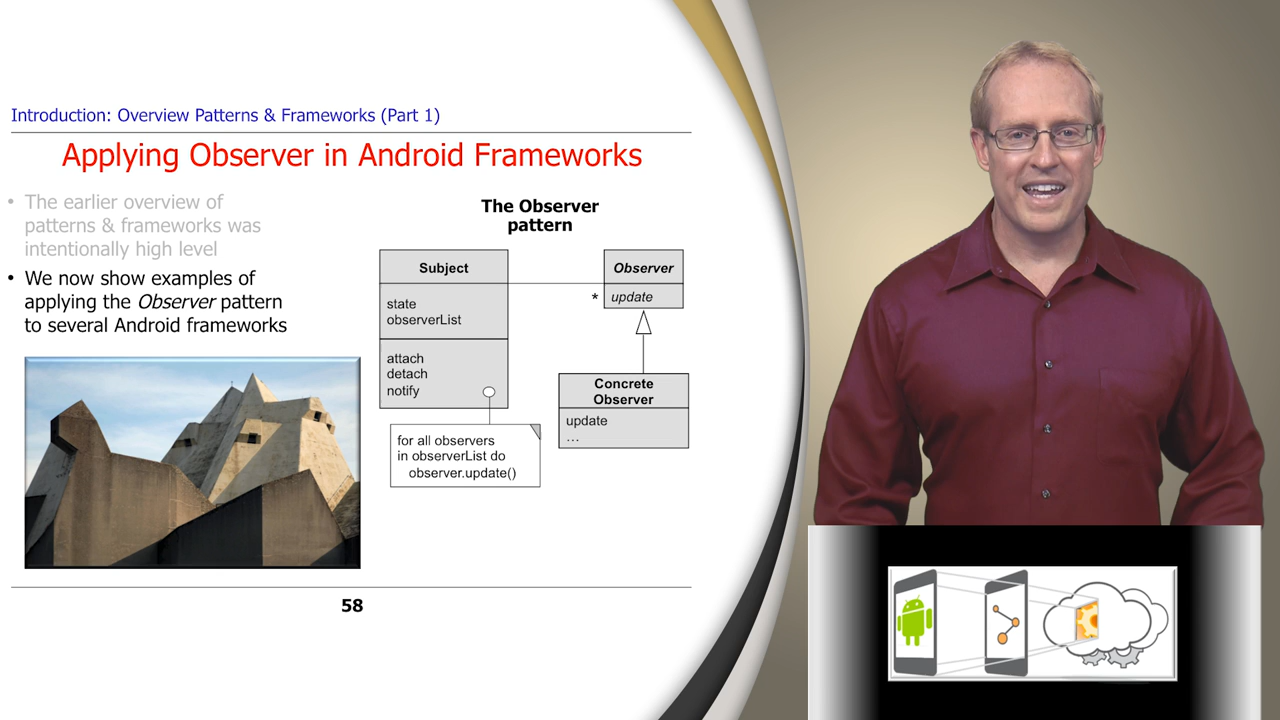 Introduction: Overview Patterns & Frameworks (Part 1)
Applying Observer in Android Frameworks
• The earlier overview of
patterns & frameworks was
intentionally high level
• We now show examples of
applying the Observer pattern
to several Android frameworks
The Observer
pattern
Subject
state
observerList
attach
detach
notify
for all observers
in observerList do
observer.update()
*
Observer
update
Concrete
Observer
update
...
58